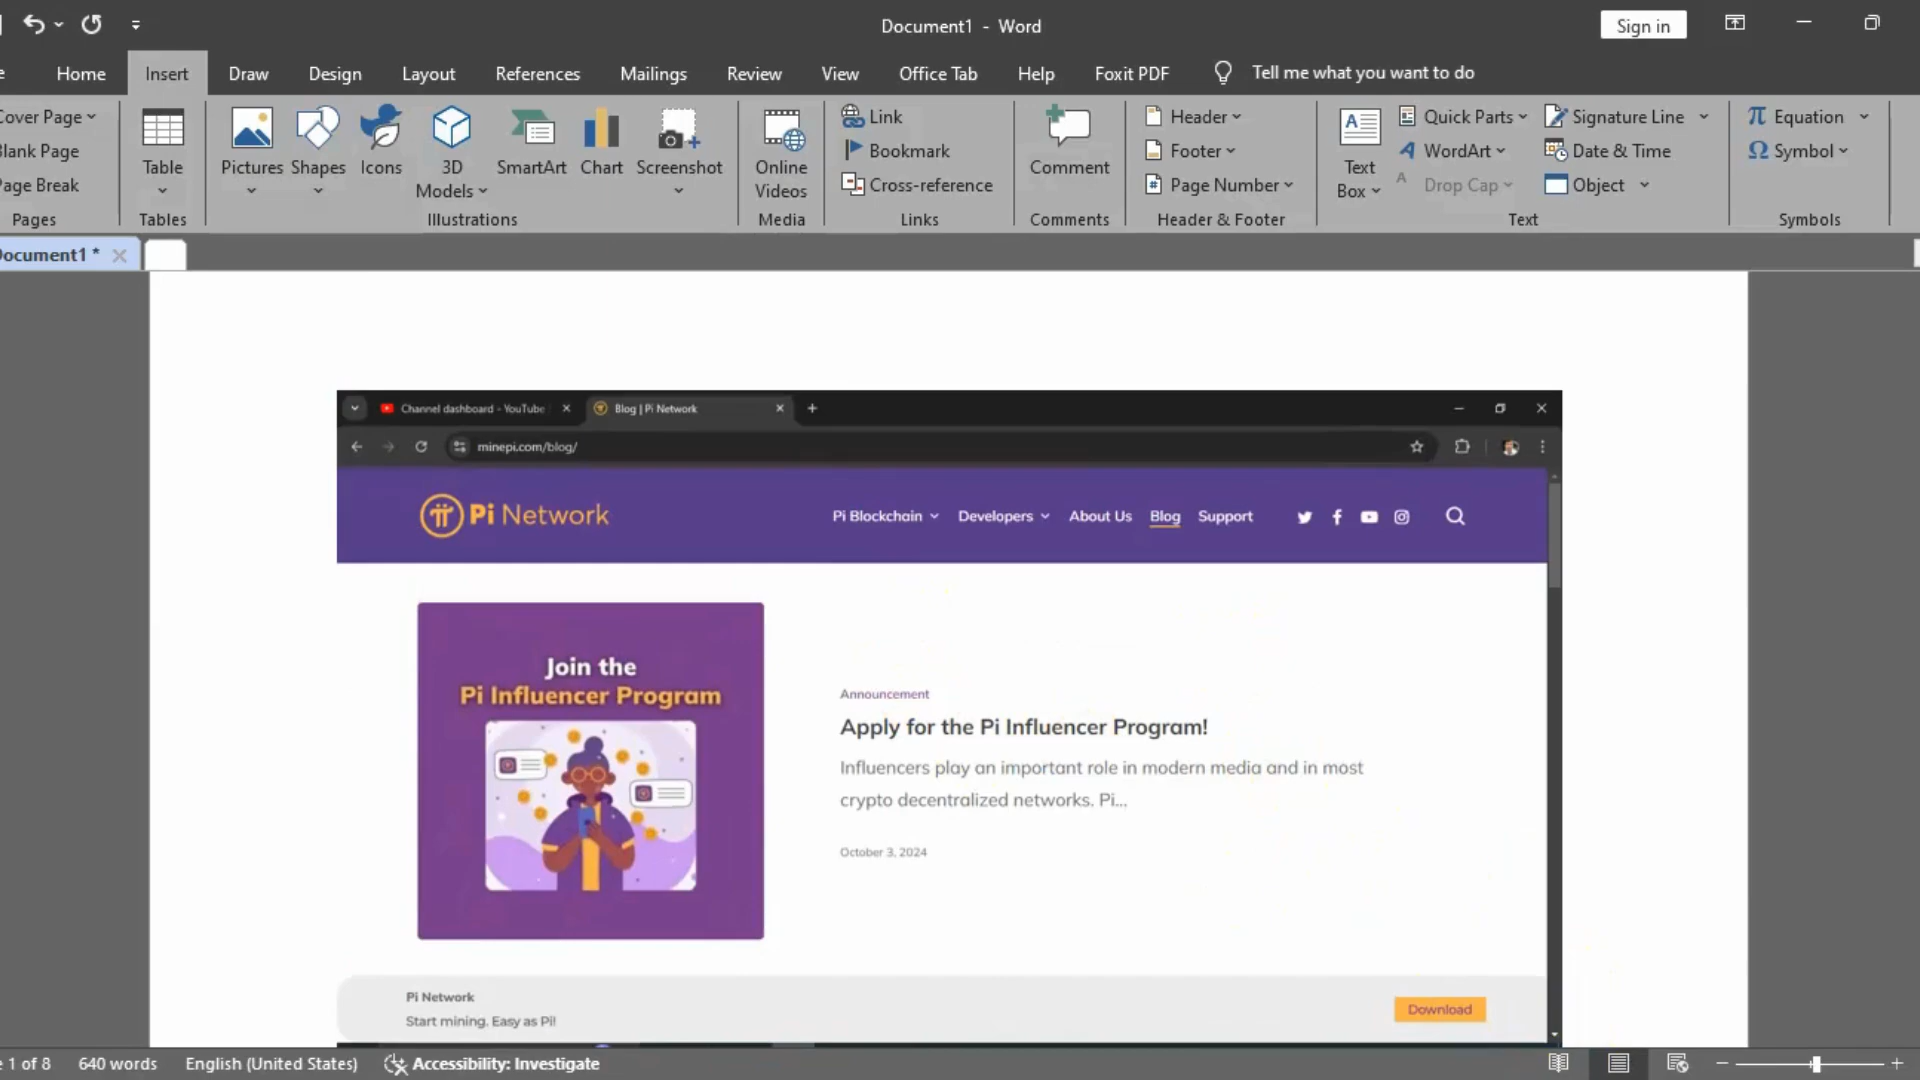 Document1 - Word
Sign in
Home Insert Draw Design Layout References Mailings Review View Office Tab Help Foxit PDF Tell me what you want to do
Cover Page
Blank Page
Page Break
Pages
Table
Tables
Pictures
Shapes
Icons
3D
Models
SmartArt
Chart
Screenshot
Illustrations
Online
Videos
Media
Link
Bookmark
Cross-reference
Links
Comment
Comments
Header
Footer
Page Number
Header & Footer
Text
Box
Quick Parts
WordArt
Drop Cap
Signature Line
Date & Time
Object
Text
Equation
Symbol
Symbols
Document1 *
Channel dashboard - YouTube
Blog | Pi Network
minepi.com/blog/
Pi Network
Pi Blockchain Developers About Us Blog Support
Join the
Pi Influencer Program
Announcement
Apply for the Pi Influencer Program!
Influencers play an important role in modern media and in most
crypto decentralized networks. Pi...
October 3, 2024
Pi Network
Start mining. Easy as Pi!
Download
1 of 8 640 words English (United States) Accessibility: Investigate